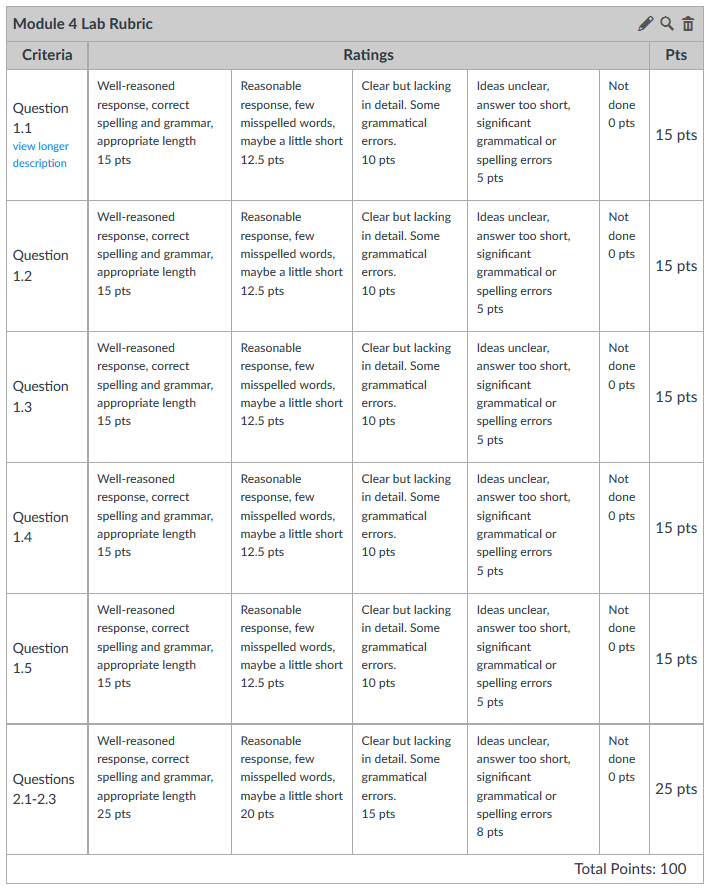 Module 4 Lab Rubric
Criteria
Ratings
Pts
Question
1.1
view longer
description
Well-reasoned
response, correct
spelling and grammar,
appropriate length
15 pts
Reasonable
response, few
misspelled words,
maybe a little short
12.5 pts
Clear but lacking
in detail. Some
grammatical
errors.
10 pts
Ideas unclear,
answer too short,
significant
grammatical or
spelling errors
5 pts
Not
done
0 pts
15 pts
Question
1.2
Well-reasoned
response, correct
spelling and grammar,
appropriate length
15 pts
Reasonable
response, few
misspelled words,
maybe a little short
12.5 pts
Clear but lacking
in detail. Some
grammatical
errors.
10 pts
Ideas unclear,
answer too short,
significant
grammatical or
spelling errors
5 pts
Not
done
0 pts
15 pts
Question
1.3
Well-reasoned
response, correct
spelling and grammar,
appropriate length
15 pts
Reasonable
response, few
misspelled words,
maybe a little short
12.5 pts
Clear but lacking
in detail. Some
grammatical
errors.
10 pts
Ideas unclear,
answer too short,
significant
grammatical or
spelling errors
5 pts
Not
done
0 pts
15 pts
Question
1.4
Well-reasoned
response, correct
spelling and grammar,
appropriate length
15 pts
Reasonable
response, few
misspelled words,
maybe a little short
12.5 pts
Clear but lacking
in detail. Some
grammatical
errors.
10 pts
Ideas unclear,
answer too short,
significant
grammatical or
spelling errors
5 pts
Not
done
0 pts
15 pts
Question
1.5
Well-reasoned
response, correct
spelling and grammar,
appropriate length
15 pts
Reasonable
response, few
misspelled words,
maybe a little short
12.5 pts
Clear but lacking
in detail. Some
grammatical
errors.
10 pts
Ideas unclear,
answer too short,
significant
grammatical or
spelling errors
5 pts
Not
done
0 pts
15 pts
Questions
2.1-2.3
Well-reasoned
response, correct
spelling and grammar,
appropriate length
25 pts
Reasonable
response, few
misspelled words,
maybe a little short
20 pts
Clear but lacking
in detail. Some
grammatical
errors.
15 pts
Ideas unclear,
answer too short,
significant
grammatical or
spelling errors
8 pts
Not
done
0 pts
25 pts
Total Points: 100